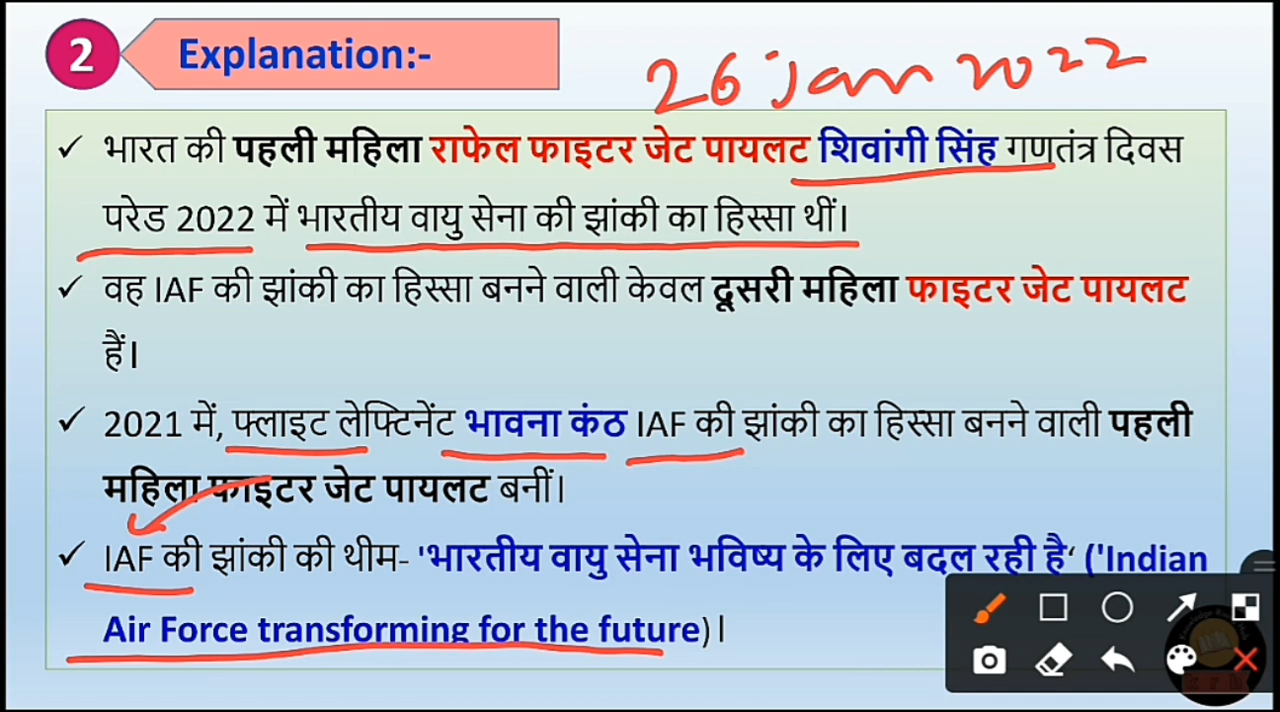 2
Explanation:-
26 Jan 2022
✓ भारत की पहली महिला राफेल फाइटर जेट पायलट शिवांगी सिंह गणतंत्र दिवस
परेड 2022 में भारतीय वायु सेना की झांकी का हिस्सा थीं।
✓ वह IAF की झांकी का हिस्सा बनने वाली केवल दूसरी महिला फाइटर जेट पायलट
हैं।
✓ 2021 में, फ्लाइट लेफ्टिनेंट भावना कंठ IAF की झांकी का हिस्सा बनने वाली पहली
महिला फाइटर जेट पायलट बनीं।
✓ IAF की झांकी की थीम- 'भारतीय वायु सेना भविष्य के लिए बदल रही है‘ ('Indian
Air Force transforming for the future)।